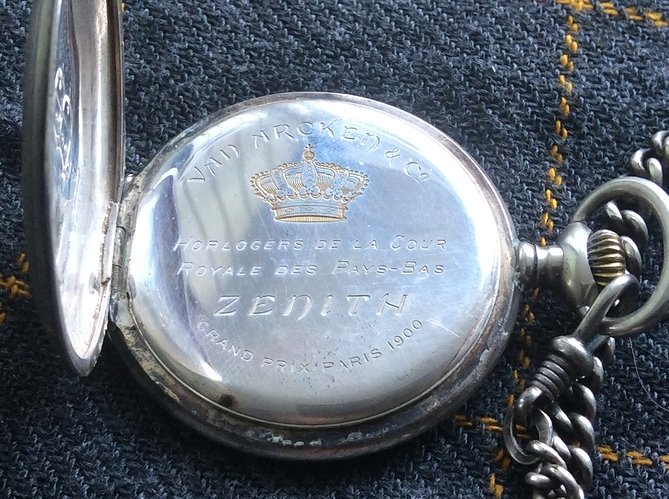 VAN ARCKEN & Co
HORLOGERS DE LA COUR
ROYALE DES PAYS-BAS
ZENITH
GRAND PRIX PARIS 1900